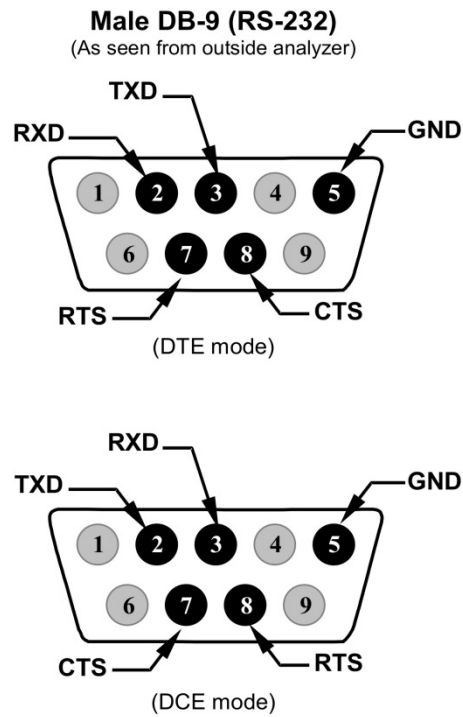 Male DB-9 (RS-232)
(As seen from outside analyzer)
TXD
RXD
GND
1 2 3 4 5
6 7 8 9
RTS
CTS
(DTE mode)
RXD
TXD
GND
1 2 3 4 5
6 7 8 9
CTS
RTS
(DCE mode)